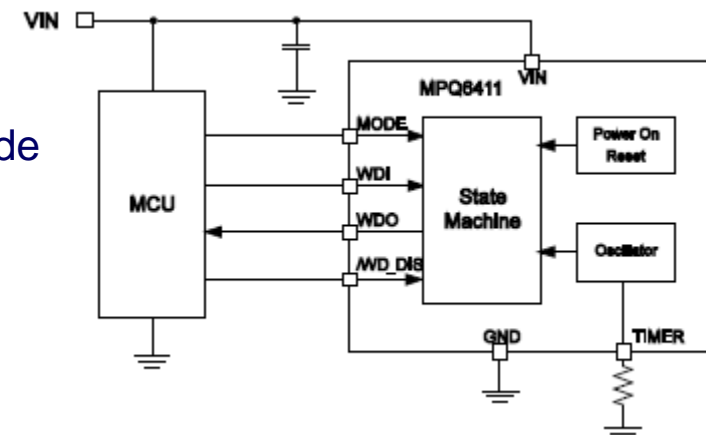 VIN
MPQ6411
VIN
MODE
Power On
Reset
de
WDI
MCU
State
Machine
WDO
Oscillator
/WD_DIS
GND
TIMER